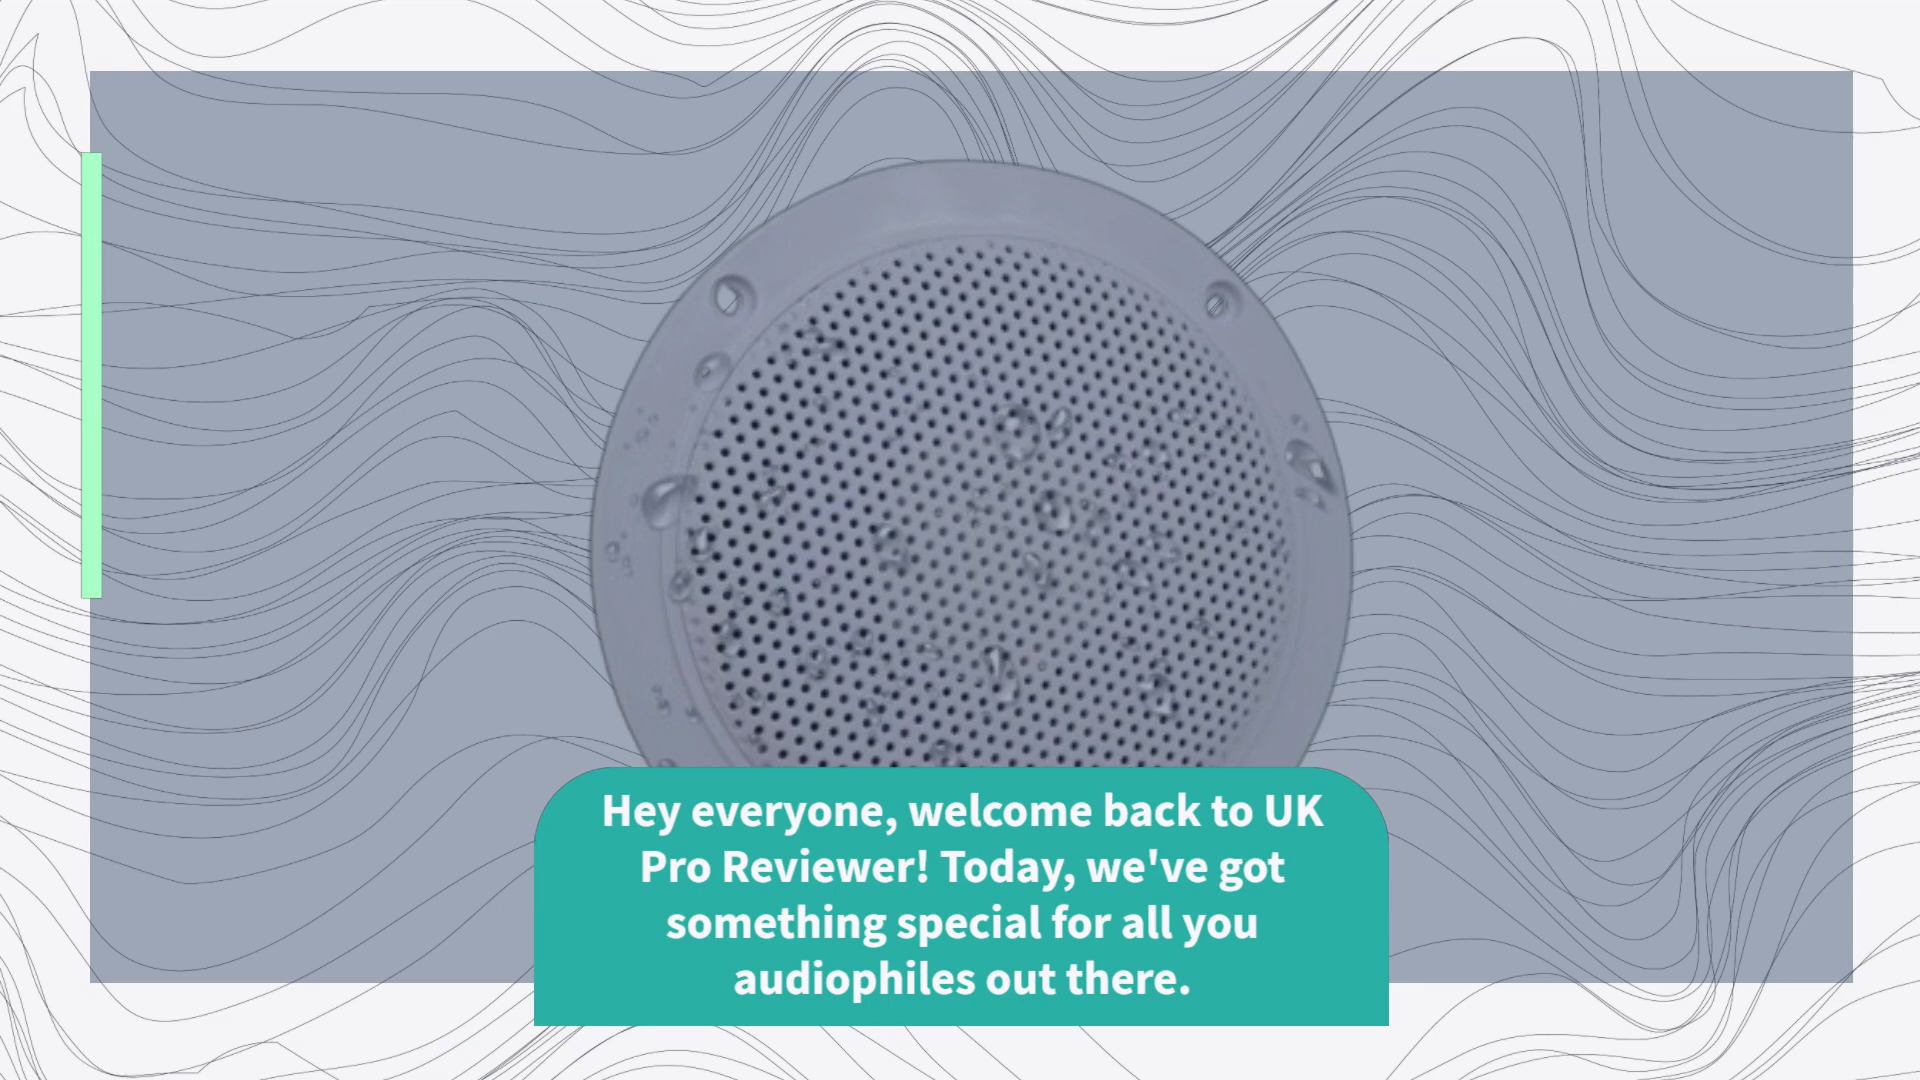 Hey everyone, welcome back to UK
Pro Reviewer! Today, we've got
something special for all you
audiophiles out there.